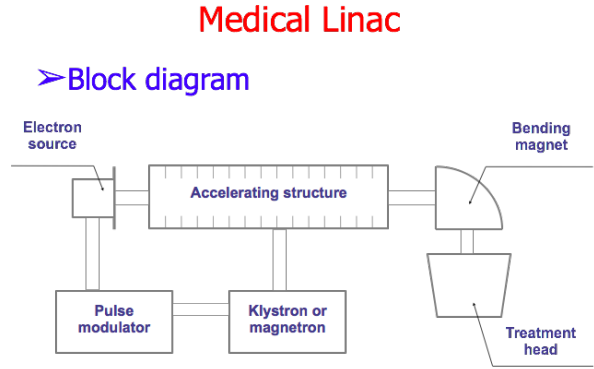 Medical Linac
➢Block diagram
Electron
source
Bending
magnet
Accelerating structure
Pulse
modulator
Klystron or
magnetron
Treatment
head